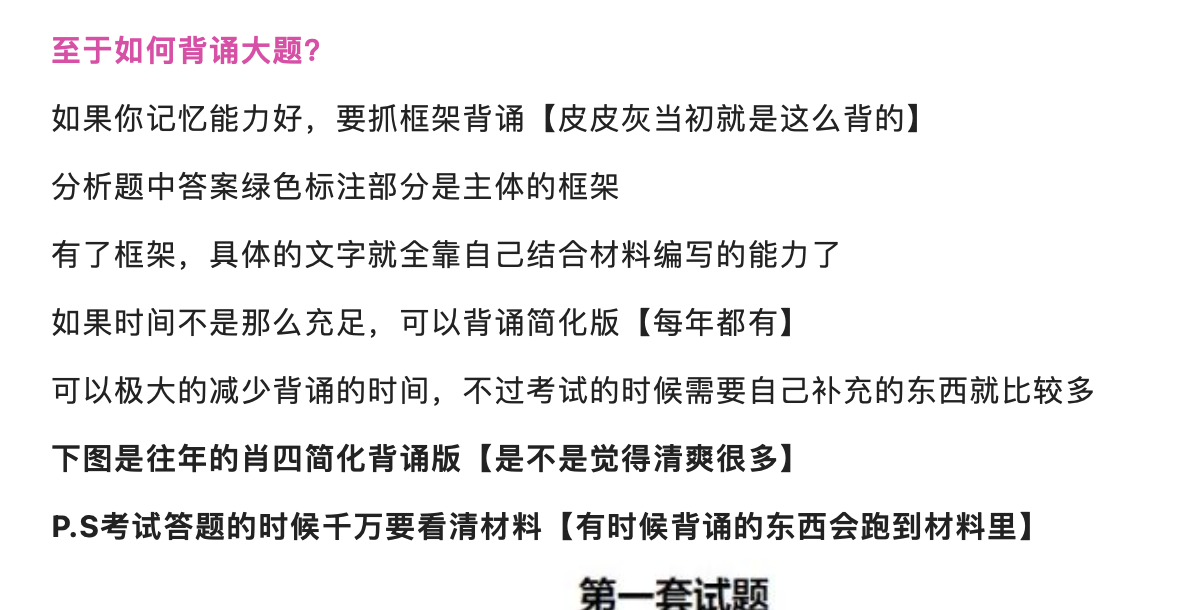 至于如何背诵大题?
如果你记忆能力好，要抓框架背诵【皮皮灰当初就是这么背的】
分析题中答案绿色标注部分是主体的框架
有了框架，具体的文字就全靠自己结合材料编写的能力了
如果时间不是那么充足，可以背诵简化版【每年都有】
可以极大的减少背诵的时间，不过考试的时候需要自己补充的东西就比较多
下图是往年的肖四简化背诵版【是不是觉得清爽很多】
P.S考试答题的时候千万要看清材料【有时候背诵的东西会跑到材料里】
第一套试题